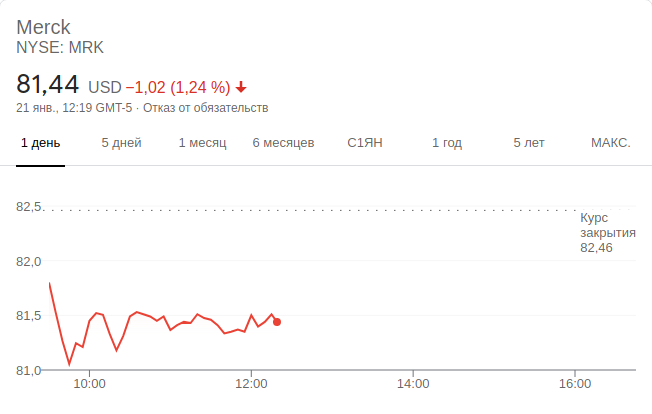 Merck
NYSE: MRK
81,44 USD −1,02 (1,24 %)
21 янв., 12:19 GMT-5 · Отказ от обязательств
1 день 5 дней 1 месяц 6 месяцев С1ЯН 1 год 5 лет МАКС.
82,5
Курс
закрытия
82,46
82,0
81,5
81,0
10:00 12:00 14:00 16:00